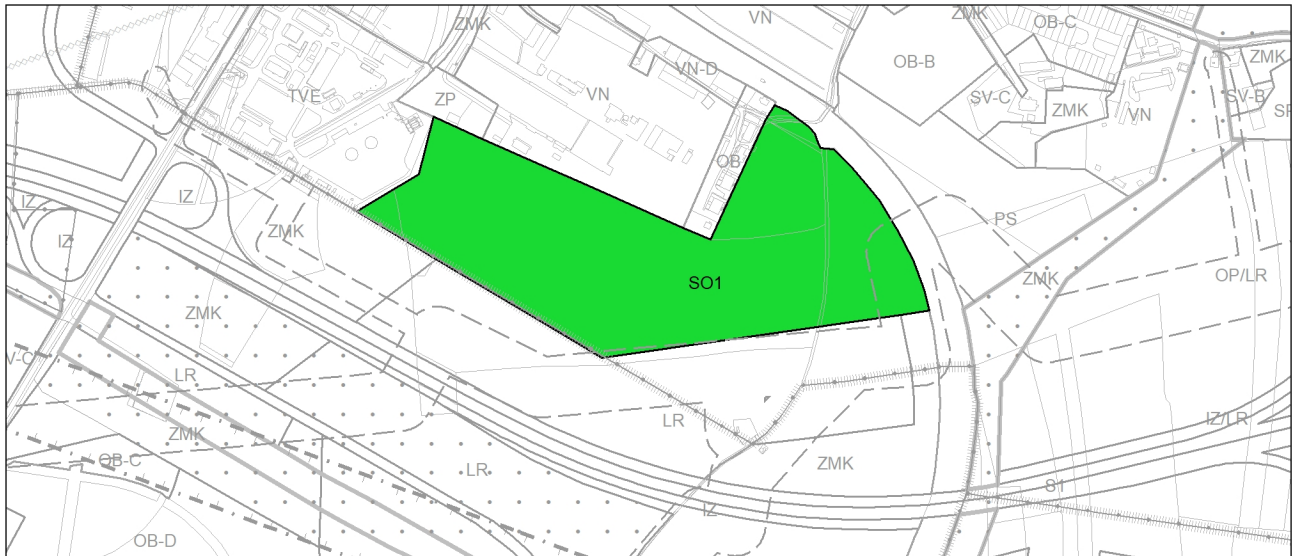 ZMK
VN
ZMK
OB-C
ZMK
OB-B
VN-D
TVE
ZP
VN
SV-C
ZMK
VN
SV-B
OB
IZ
IZ
IZ
ZMK
PS
ZMK
OP/LR
SO1
ZMK
LR
LR
IZ/LR
ZMK
OB-C
LR
ZMK
S1
IZ
OB-D